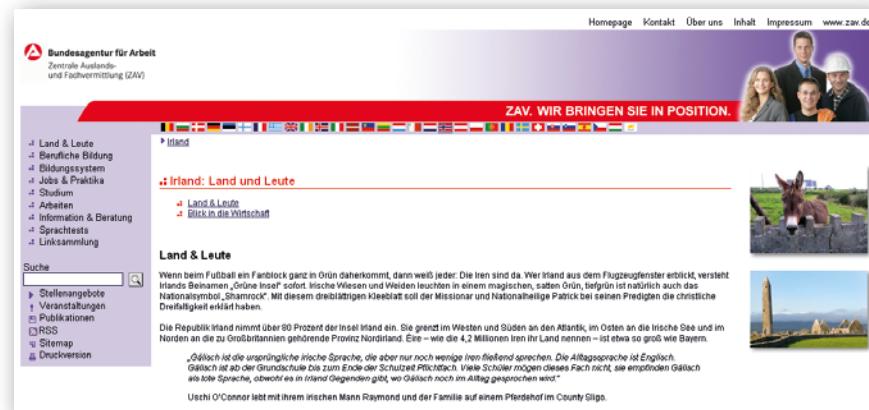 Homepage Kontakt Über uns Inhalt Impressum www.zav.de
Bundesagentur für Arbeit
Zentrale Auslands-
und Fachvermittlung (ZAV)
ZAV. WIR BRINGEN SIE IN POSITION.
Land & Leute
Berufliche Bildung
Bildungssystem
Jobs & Praktika
Studium
Arbeiten
Information & Beratung
Sprachtests
Linksammlung
Suche
Stellenangebote
Veranstaltungen
Publikationen
RSS
Sitemap
Druckversion
Irland
Irland: Land und Leute
Land & Leute
Blick in die Wirtschaft
Land & Leute
Wenn beim Fußball ein Fanblock ganz in Grün daherkommt, dann weiß jeder: Die Iren sind da. Wer Irland aus dem Flugzeugfenster erblickt, versteht
Irlands Beinamen „Grüne Insel" sofort. Irische Wiesen und Weiden leuchten in einem magischen, satten Grün, tiefgrün ist natürlich auch das
Nationalsymbol „Shamrock". Mit diesem dreiblättrigen Kleeblatt soll der Missionar und Nationalheilige Patrick bei seinen Predigten die christliche
Dreifaltigkeit erklärt haben.
Die Republik Irland nimmt über 80 Prozent der Insel Irland ein. Sie grenzt im Westen und Süden an den Atlantik, im Osten an die Irische See und im
Norden an die zu Großbritannien gehörende Provinz Nordirland. Éire – wie die 4,2 Millionen Iren ihr Land nennen – ist etwa so groß wie Bayern.
„Gälisch ist die ursprüngliche irische Sprache, die aber nur noch wenige Iren fließend sprechen. Die Alltagssprache ist Englisch.
Gälisch ist ab der Grundschule bis zum Ende der Schulzeit Pflichtfach. Viele Schüler mögen dieses Fach nicht, sie empfinden Gälisch
als tote Sprache, obwohl es in Irland Gegenden gibt, wo Gälisch noch im Alltag gesprochen wird."
Uschi O'Connor lebt mit ihrem irischen Mann Raymond und der Familie auf einem Pferdehof im County Sligo.